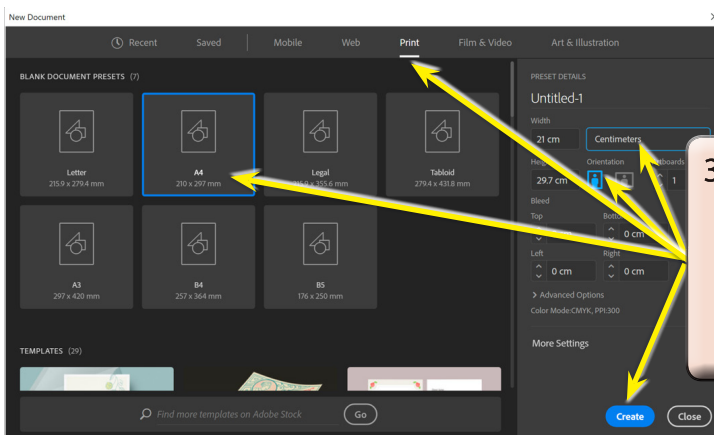 New Document
Recent Saved Mobile Web Print Film & Video Art & Illustration
BLANK DOCUMENT PRESETS (7)
Letter
215.9 x 279.4 mm
A4
210 x 297 mm
Legal
355.6 mm
Tabloid
279.4 x 431.8 mm
A3
297 x 420 mm
B4
257 x 364 mm
B5
176 x 250 mm
TEMPLATES (29)
Find more templates on Adobe Stock Go
PRESET DETAILS
Untitled-1
Width
21 cm Centimeters
Orientation
29.7 cm 1
Bleed
Top
0 cm
Left Right
0 cm 0 cm
> Advanced Options
Color Mode:CMYK, PPI:300
More Settings
Create Close
3